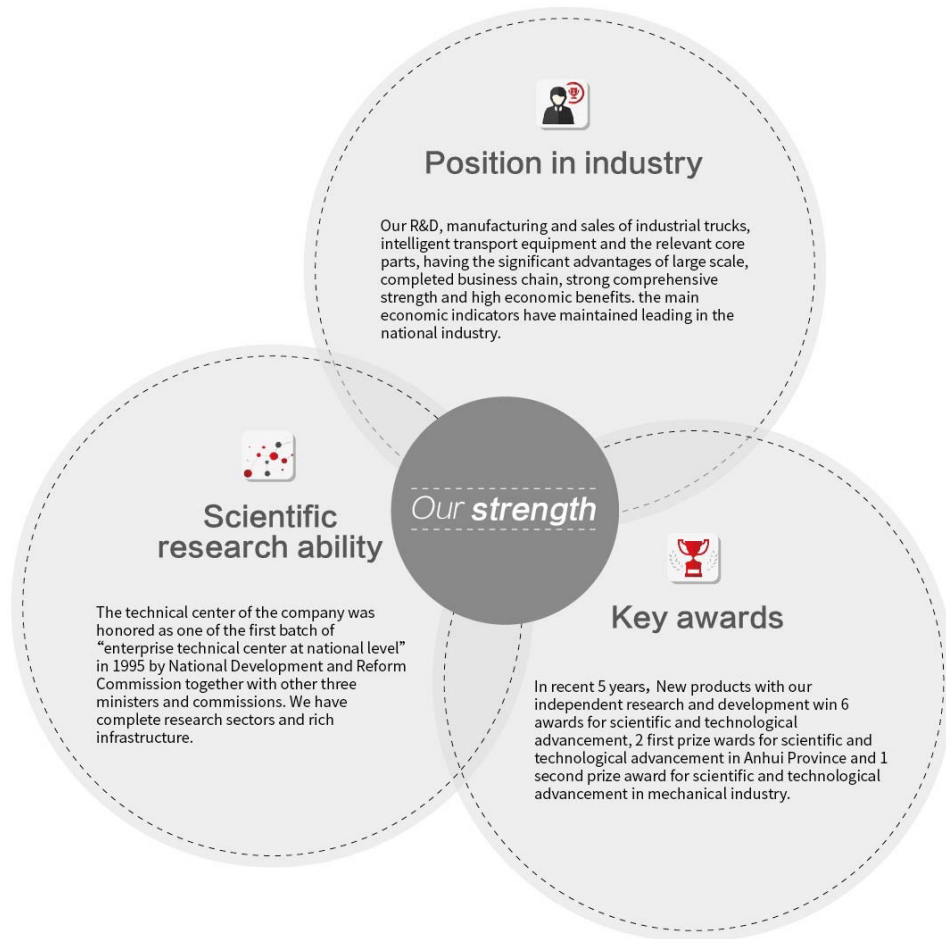 Position in industry
Our R&D, manufacturing and sales of industrial trucks,
intelligent transport equipment and the relevant core
parts, having the significant advantages of large scale,
completed business chain, strong comprehensive
strength and high economic benefits. the main
economic indicators have maintained leading in the
national industry.
Our strength
Scientific
research ability
The technical center of the company was
honored as one of the first batch of
“enterprise technical center at national level”
in 1995 by National Development and Reform
Commission together with other three
ministers and commissions. We have
complete research sectors and rich
infrastructure.
Key awards
In recent 5 years, New products with our
independent research and development win 6
awards for scientific and technological
advancement, 2 first prize wards for scientific and
technological advancement in Anhui Province and 1
second prize award for scientific and technological
advancement in mechanical industry.